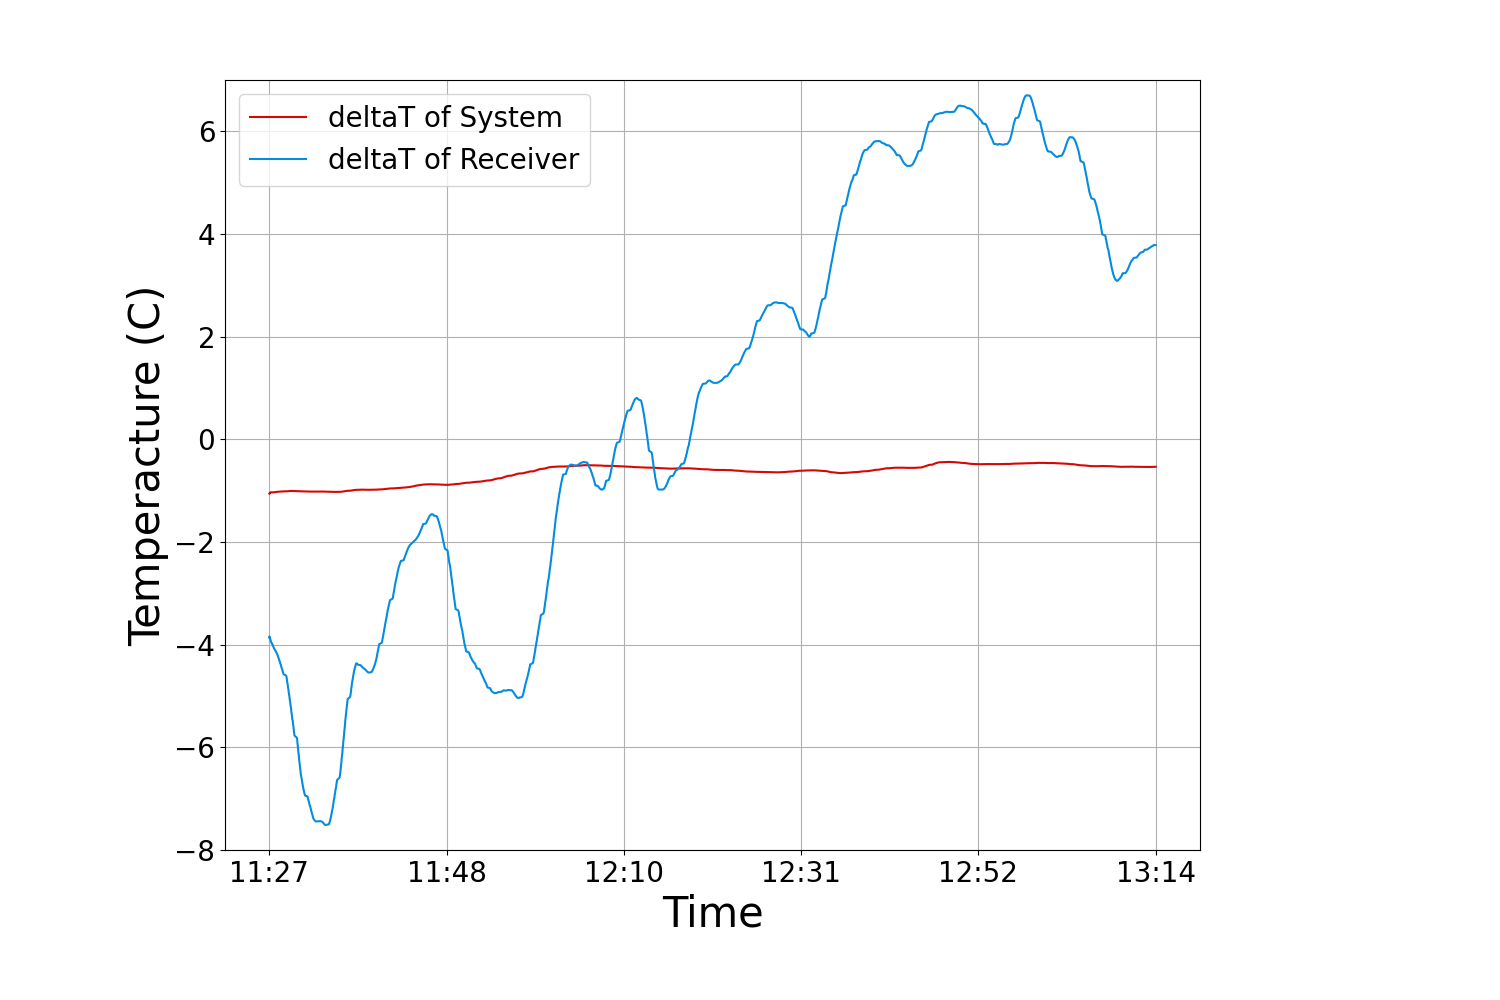 deltaT of System
deltaT of Receiver
6
4
2
0
−2
−4
−6
−8
Temperacture (C)
11:27 11:48 12:10 12:31 12:52 13:14
Time